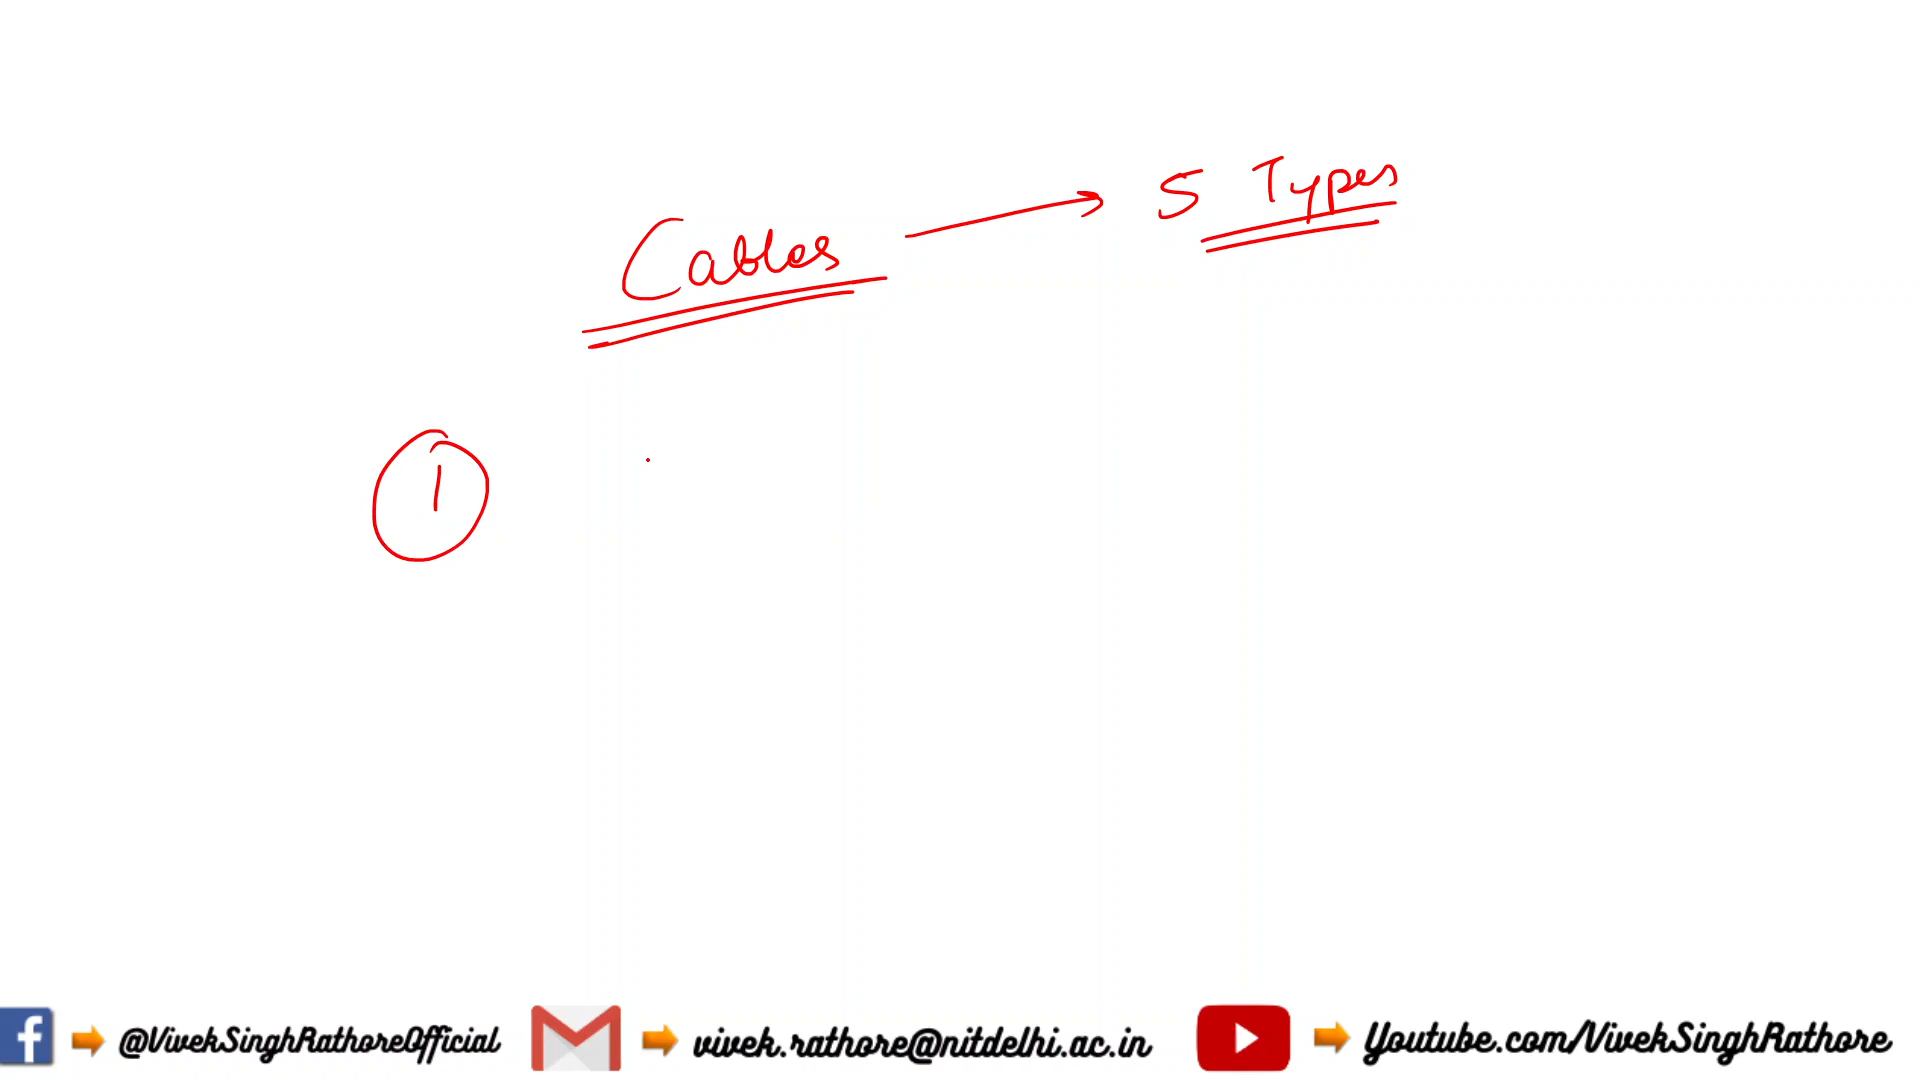 Cables → 5 Types
1
@VivekSinghRathoreOfficial
vivek.rathore@nitdelhi.ac.in
Youtube.com/VivekSinghRathore